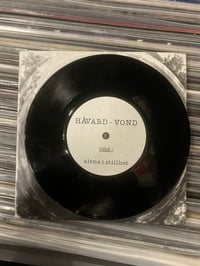 HÅVARD - VOND
alene i stillhet